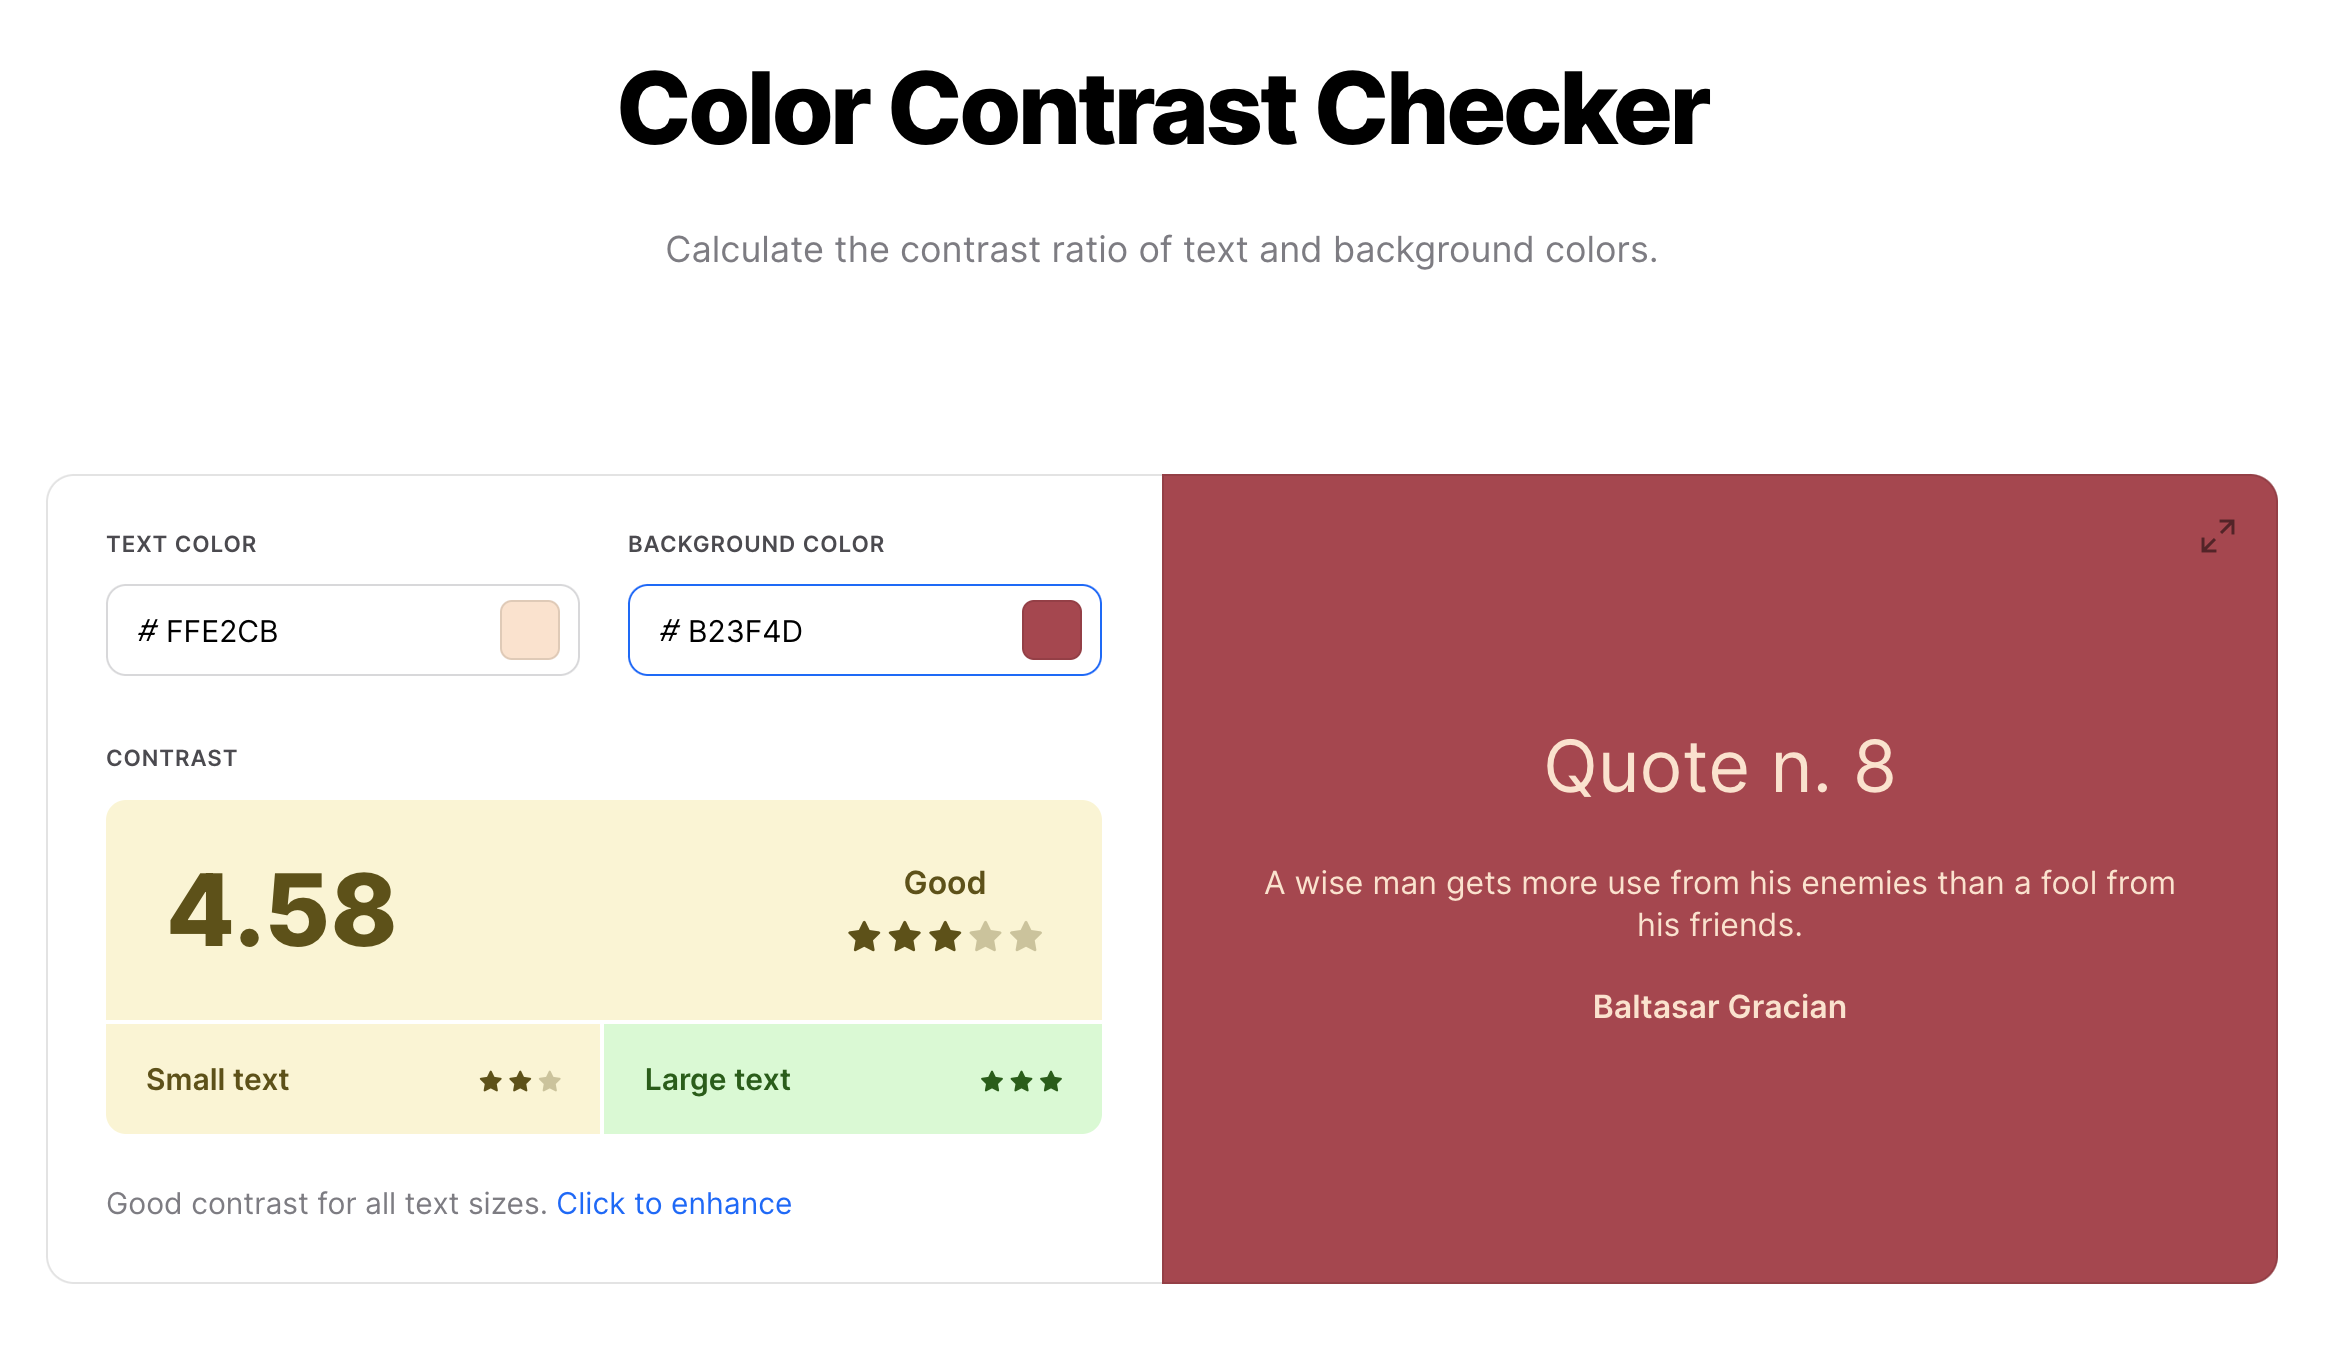 Color Contrast Checker
Calculate the contrast ratio of text and background colors.
TEXT COLOR
BACKGROUND COLOR
# FFE2CB
# B23F4D
CONTRAST
4.58
Good
Small text
Large text
Good contrast for all text sizes. Click to enhance
Quote n. 8
A wise man gets more use from his enemies than a fool from
his friends.
Baltasar Gracian